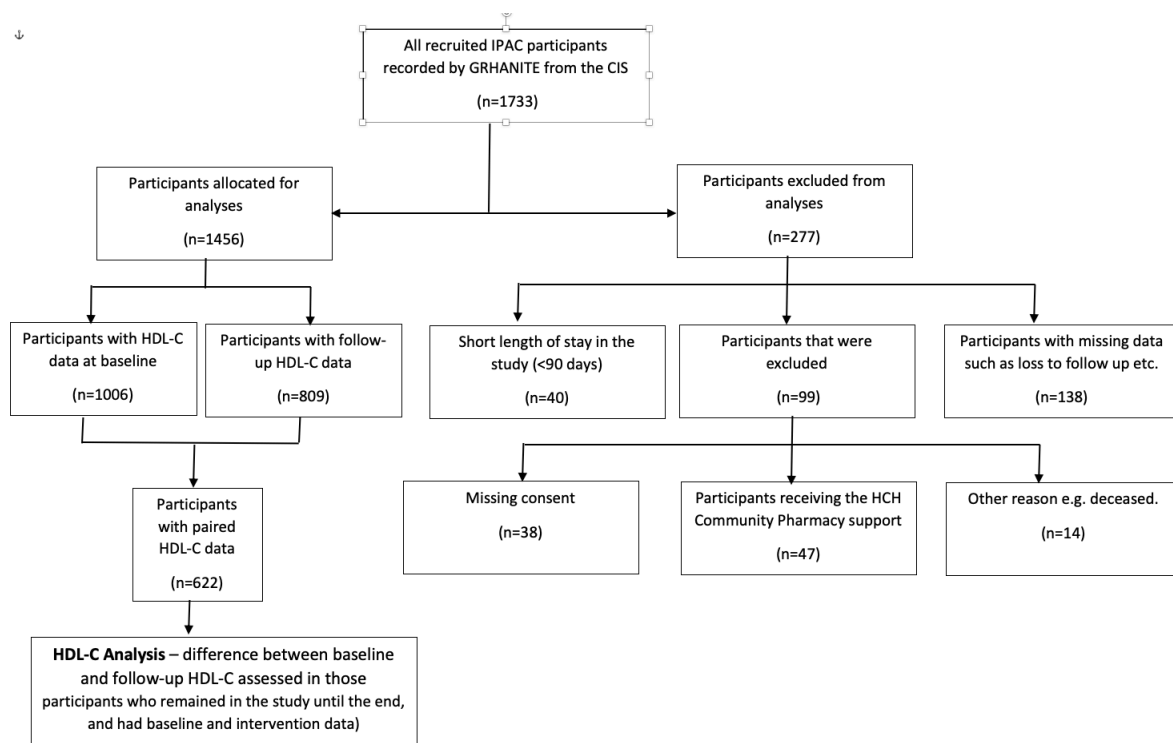 All recruited IPAC participants
recorded by GRHANITE from the CIS
(n=1733)
Participants allocated for
analyses
(n=1456)
Participants excluded from
analyses
(n=277)
Participants with HDL-C
data at baseline
(n=1006)
Participants with follow-
up HDL-C data
(n=809)
Short length of stay in the
study (<90 days)
(n=40)
Participants that were
excluded
(n=99)
Participants with missing data
such as loss to follow up etc.
(n=138)
Participants
with paired
HDL-C data
(n=622)
Missing consent
(n=38)
Participants receiving the HCH
Community Pharmacy support
(n=47)
Other reason e.g. deceased.
(n=14)
HDL-C Analysis – difference between baseline
and follow-up HDL-C assessed in those
participants who remained in the study until the end,
and had baseline and intervention data)